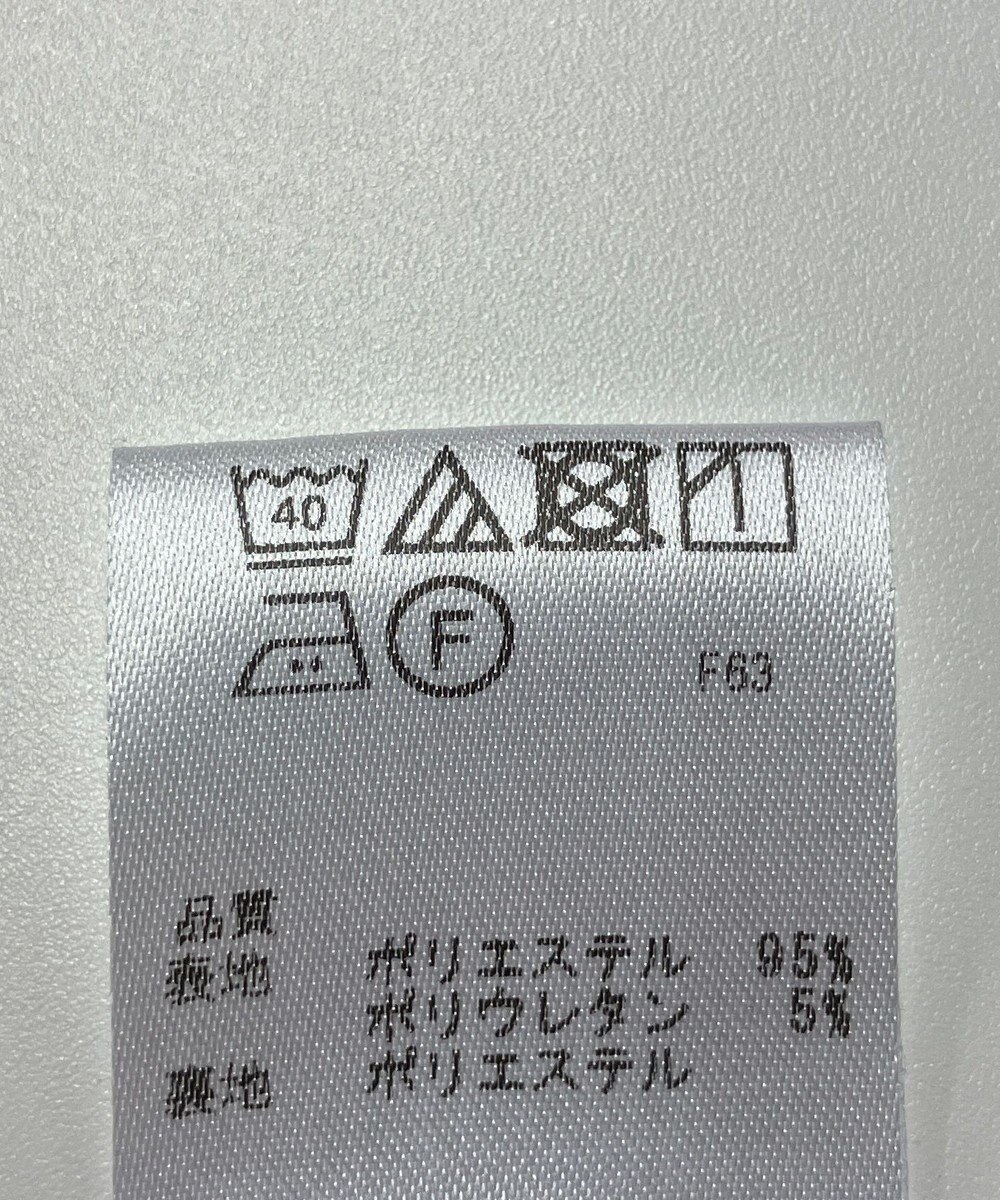 40
F F63
品質
表地 ポリエステル 95%
ポリウレタン 5%
裏地 ポリエステル